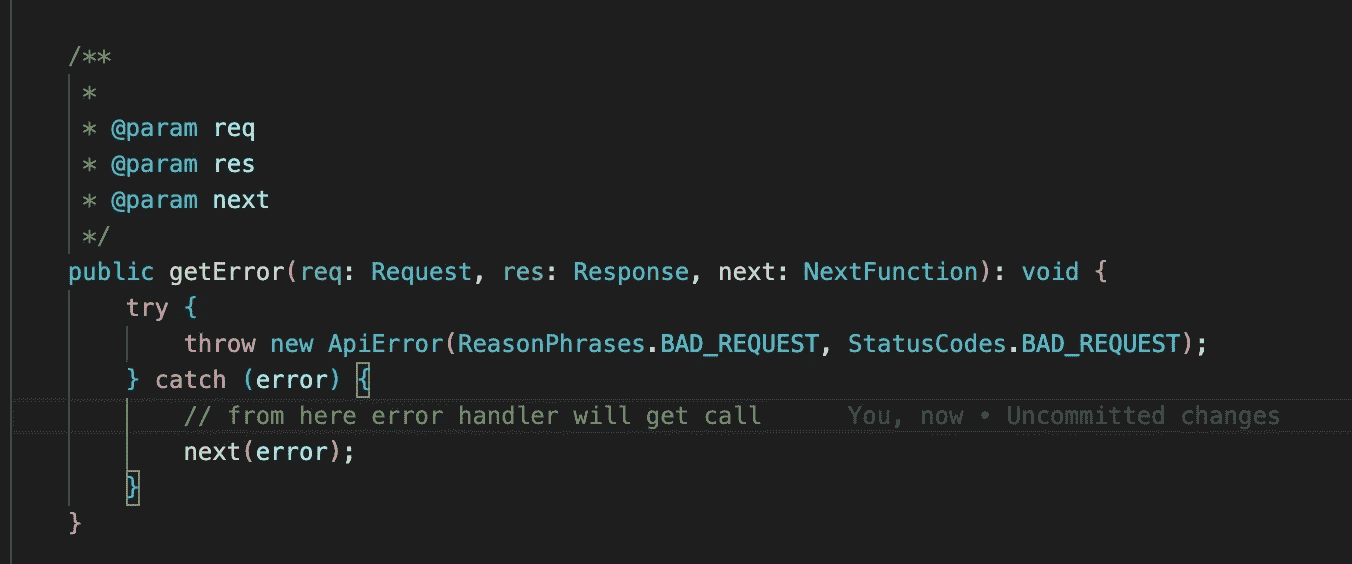 /**
*
* @param req
* @param res
* @param next
*/
public getError(req: Request, res: Response, next: NextFunction): void {
try {
throw new ApiError(ReasonPhrases.BAD_REQUEST, StatusCodes.BAD_REQUEST);
} catch (error) {
// from here error handler will get call You, now • Uncommitted changes
next(error);
}
}